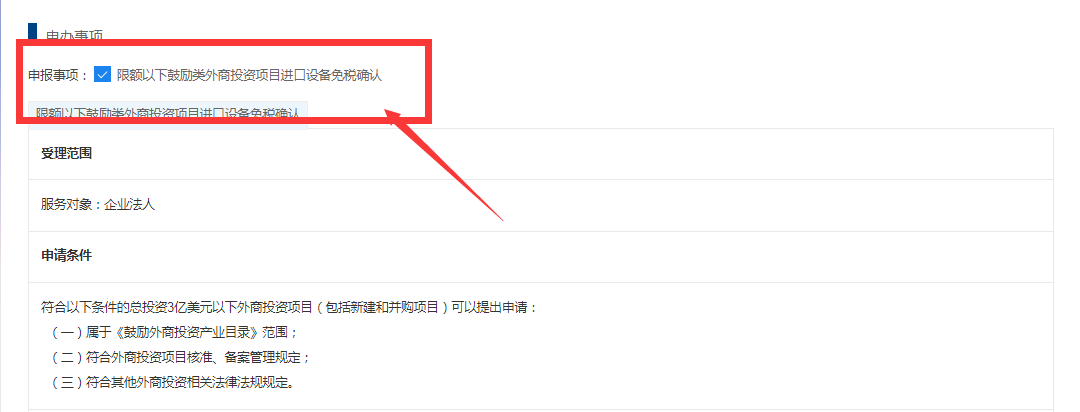 申办事项
申报事项：限额以下鼓励类外商投资项目进口设备免税确认
限额以下鼓励类外商投资项目进口设备免税确认
受理范围
服务对象：企业法人
申请条件
符合以下条件的总投资3亿美元以下外商投资项目（包括新建和并购项目）可以提出申请：
（一）属于《鼓励外商投资产业目录》范围；
（二）符合外商投资项目核准、备案管理规定；
（三）符合其他外商投资相关法律法规规定。